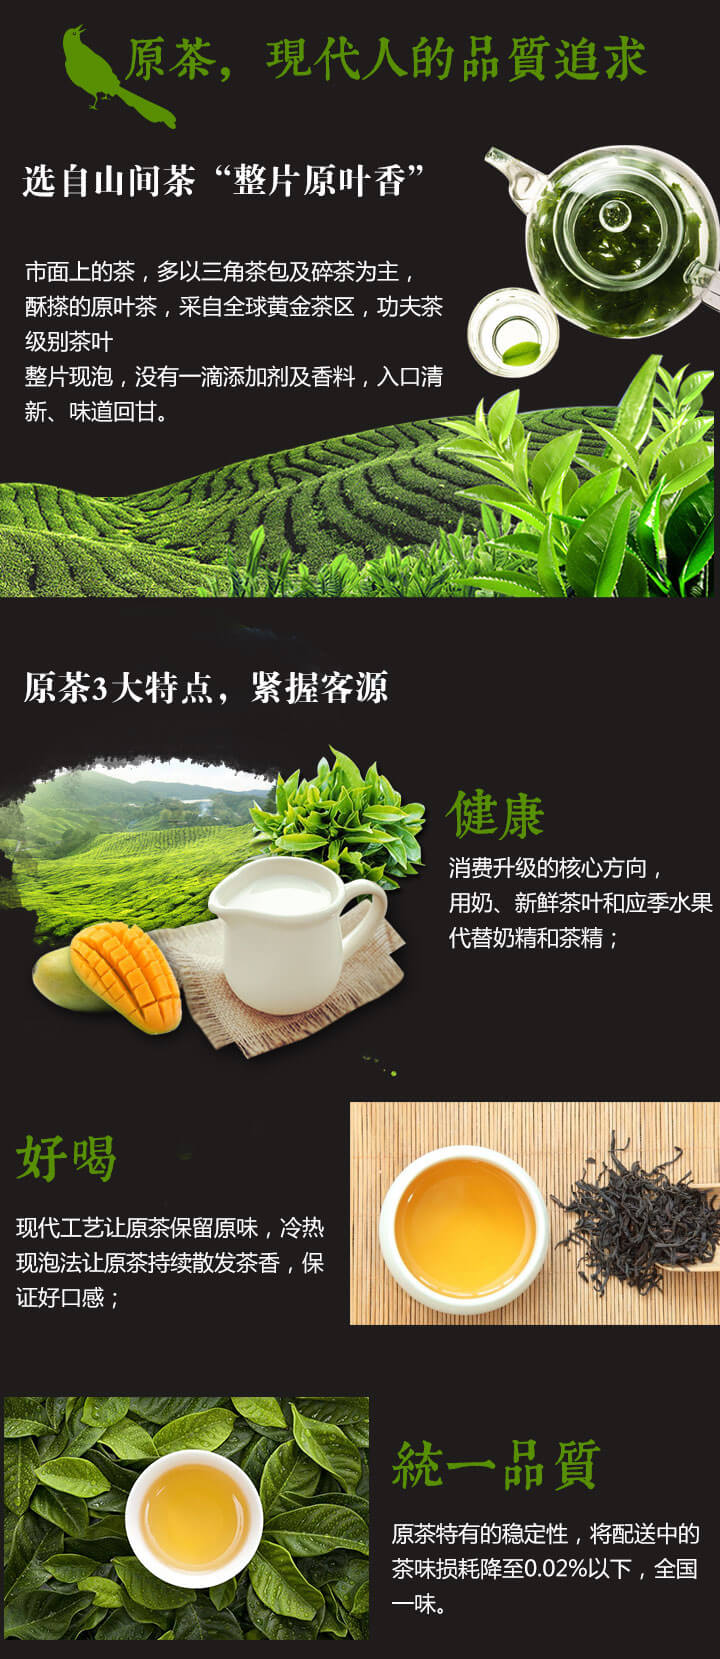 原茶，現代人的品質追求
选自山间茶“整片原叶香”
市面上的茶，多以三角茶包及碎茶为主，
酥搽的原叶茶，采自全球黄金茶区，功夫茶
级别茶叶
整片现泡，没有一滴添加剂及香料，入口清
新、味道回甘。
原茶3大特点，紧握客源
健康
消费升级的核心方向，
用奶、新鲜茶叶和应季水果
代替奶精和茶精；
好喝
现代工艺让原茶保留原味，冷热
现泡法让原茶持续散发茶香，保
证好口感；
統一品質
原茶特有的稳定性，将配送中的
茶味损耗降至0.02%以下，全国
一味。